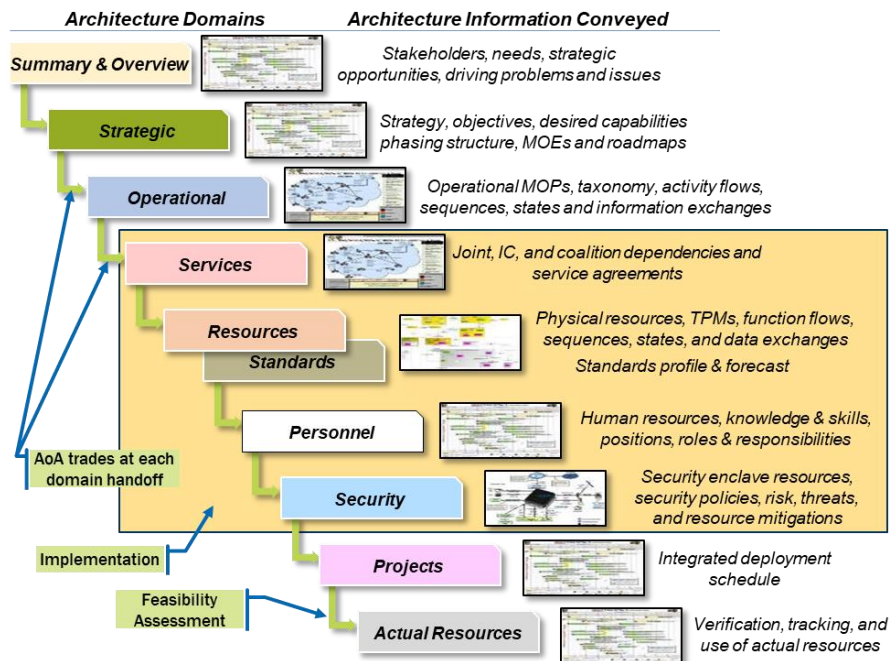 Architecture Domains
Architecture Information Conveyed
Summary & Overview
Stakeholders, needs, strategic
opportunities, driving problems and issues
Strategic
Strategy, objectives, desired capabilities
phasing structure, MOEs and roadmaps
Operational
Operational MOPs, taxonomy, activity flows,
sequences, states and information exchanges
Services
Joint, IC, and coalition dependencies and
service agreements
Resources
Physical resources, TPMs, function flows,
sequences, states, and data exchanges
Standards
Standards profile & forecast
Personnel
Human resources, knowledge & skills,
positions, roles & responsibilities
AoA trades at each
domain handoff
Security
Security enclave resources,
security policies, risk, threats,
and resource mitigations
Implementation
Projects
Integrated deployment
schedule
Feasibility
Assessment
Actual Resources
Verification, tracking, and
use of actual resources